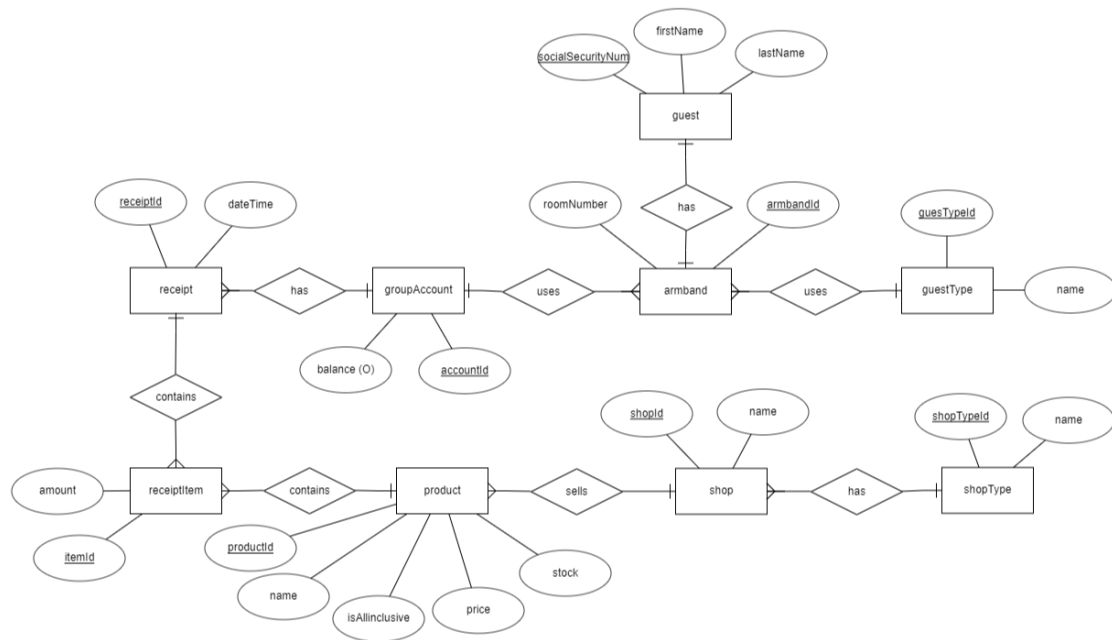 firstName
socialSecurityNum
lastName
guest
has
receiptId
dateTime
roomNumber
armbandId
guesTypeId
receipt
has
groupAccount
uses
armband
uses
guestType
name
balance (O)
accountId
contains
shopId
name
shopTypeId
name
amount
receiptItem
contains
product
sells
shop
has
shopType
itemId
productId
name
isAllinclusive
price
stock